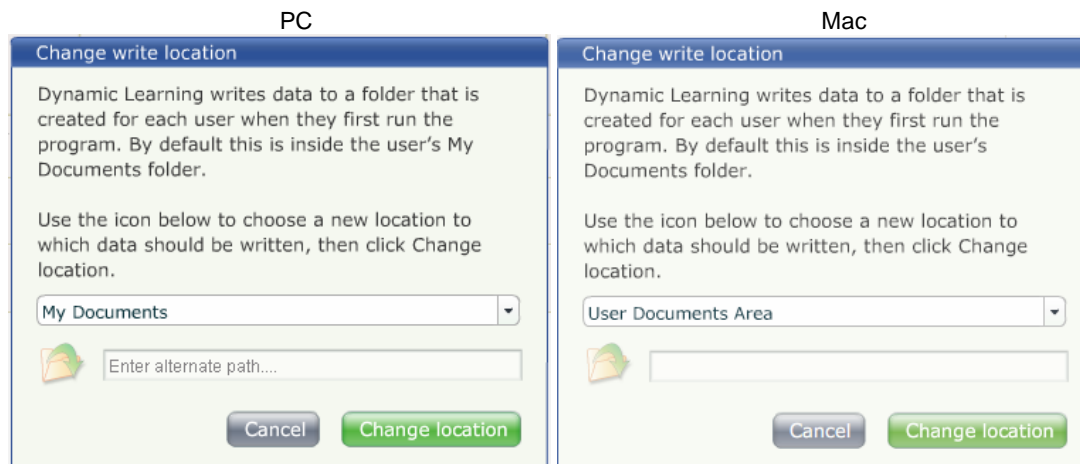 PC
Change write location
Dynamic Learning writes data to a folder that is
created for each user when they first run the
program. By default this is inside the user's My
Documents folder.
Use the icon below to choose a new location to
which data should be written, then click Change
location.
My Documents
Enter alternate path....
Cancel
Change location
Mac
Change write location
Dynamic Learning writes data to a folder that is
created for each user when they first run the
program. By default this is inside the user's
Documents folder.
Use the icon below to choose a new location to
which data should be written, then click Change
location.
User Documents Area
Cancel
Change location